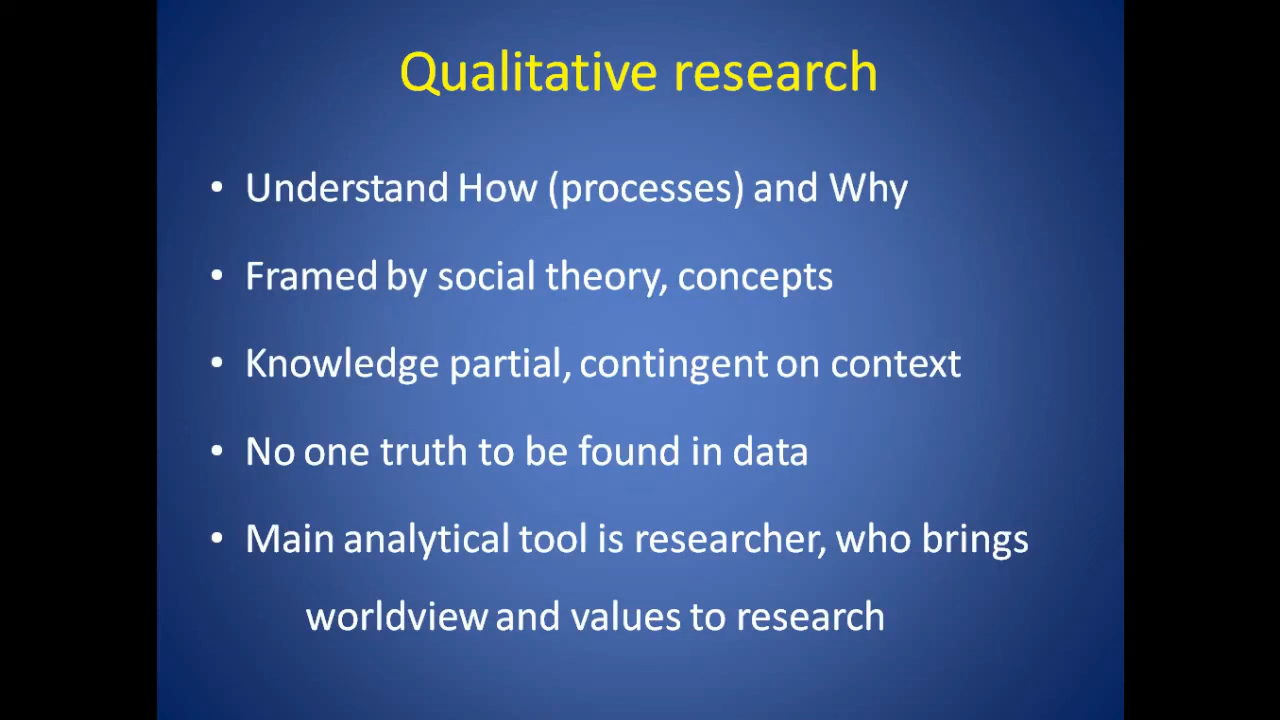 Qualitative research
• Understand How (processes) and Why
• Framed by social theory, concepts
• Knowledge partial, contingent on context
• No one truth to be found in data
• Main analytical tool is researcher, who brings
worldview and values to research